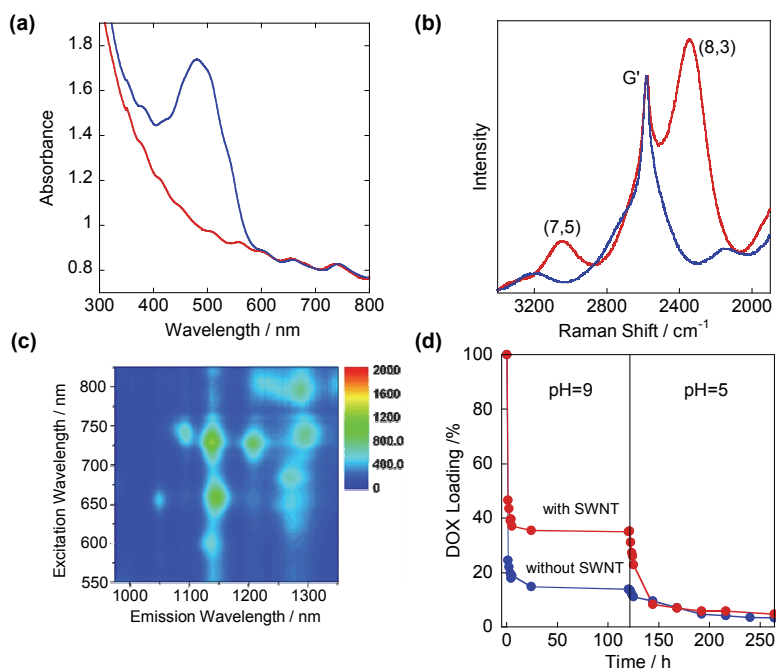 (a)
1.8
1.6
1.4
1.2
1
0.8
Absorbance
300 400 500 600 700 800
Wavelength / nm
(b)
(8,3)
G'
(7,5)
Intensity
3200 2800 2400 2000
Raman Shift / cm-1
(c)
800
750
700
650
600
550
Excitation Wavelength / nm
1000 1100 1200 1300
Emission Wavelength / nm
2000
1600
1200
800.0
400.0
0
(d)
100
80
60
40
20
0
DOX Loading /%
pH=9 pH=5
with SWNT
without SWNT
0 50 100 150 200 250
Time / h